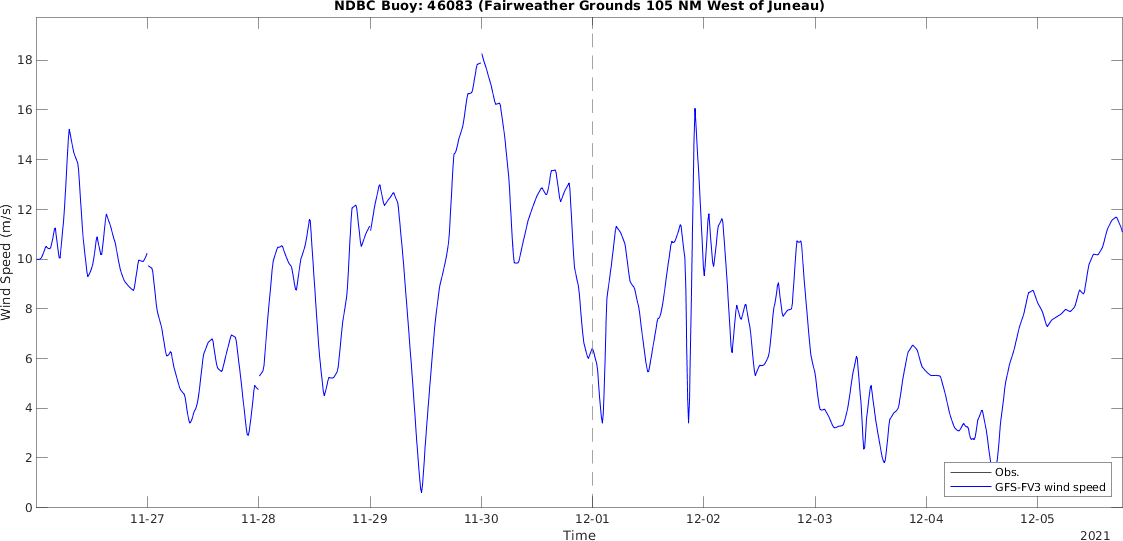 NDBC Buoy: 46083 (Fairweather Grounds 105 NM West of Juneau)
Wind Speed (m/s)
18
16
14
12
10
8
6
4
2
0
Obs.
GFS-FV3 wind speed
11-27 11-28 11-29 11-30 12-01 12-02 12-03 12-04 12-05
Time
2021